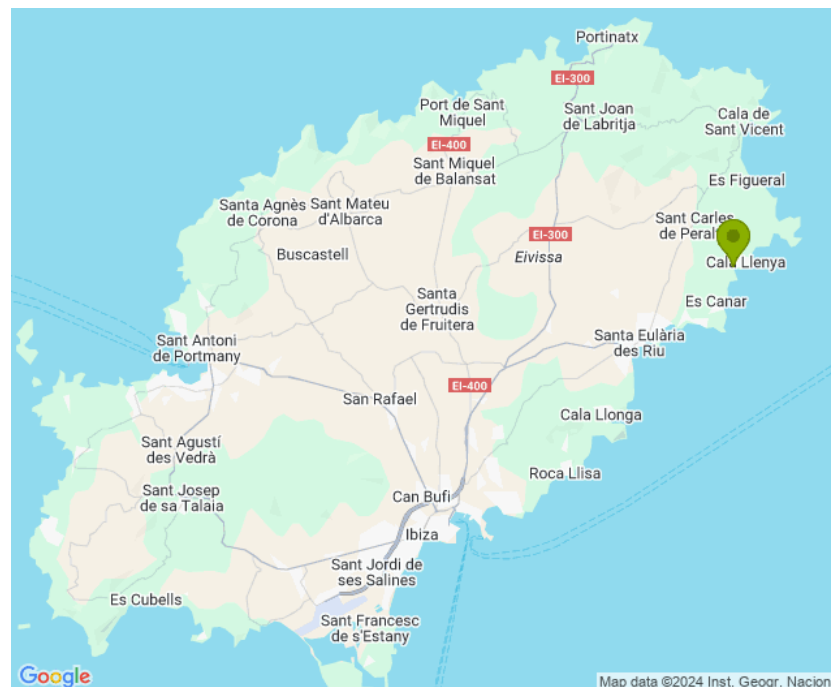 Portinatx
EI-300
Port de Sant
Miquel
Sant Joan
de Labritja
Cala de
Sant Vicent
EI-400
Sant Miquel
de Balansat
Es Figueral
Santa Agnès
de Corona
Sant Mateu
d'Albarca
Sant Carles
de Peral
EI-300
Buscastell
Eivissa
Cala Llenya
Santa
Gertrudis
de Fruitera
Es Canar
Sant Antoni
de Portmany
Santa Eulària
des Riu
EI-400
San Rafael
Cala Llonga
Sant Agustí
des Vedrà
Roca Llisa
Sant Josep
de sa Talaia
Can Bufi
Ibiza
Sant Jordi de
ses Salines
Es Cubells
Sant Francesc
de s'Estany
Google
Map data ©2024 Inst. Geogr. Nacion